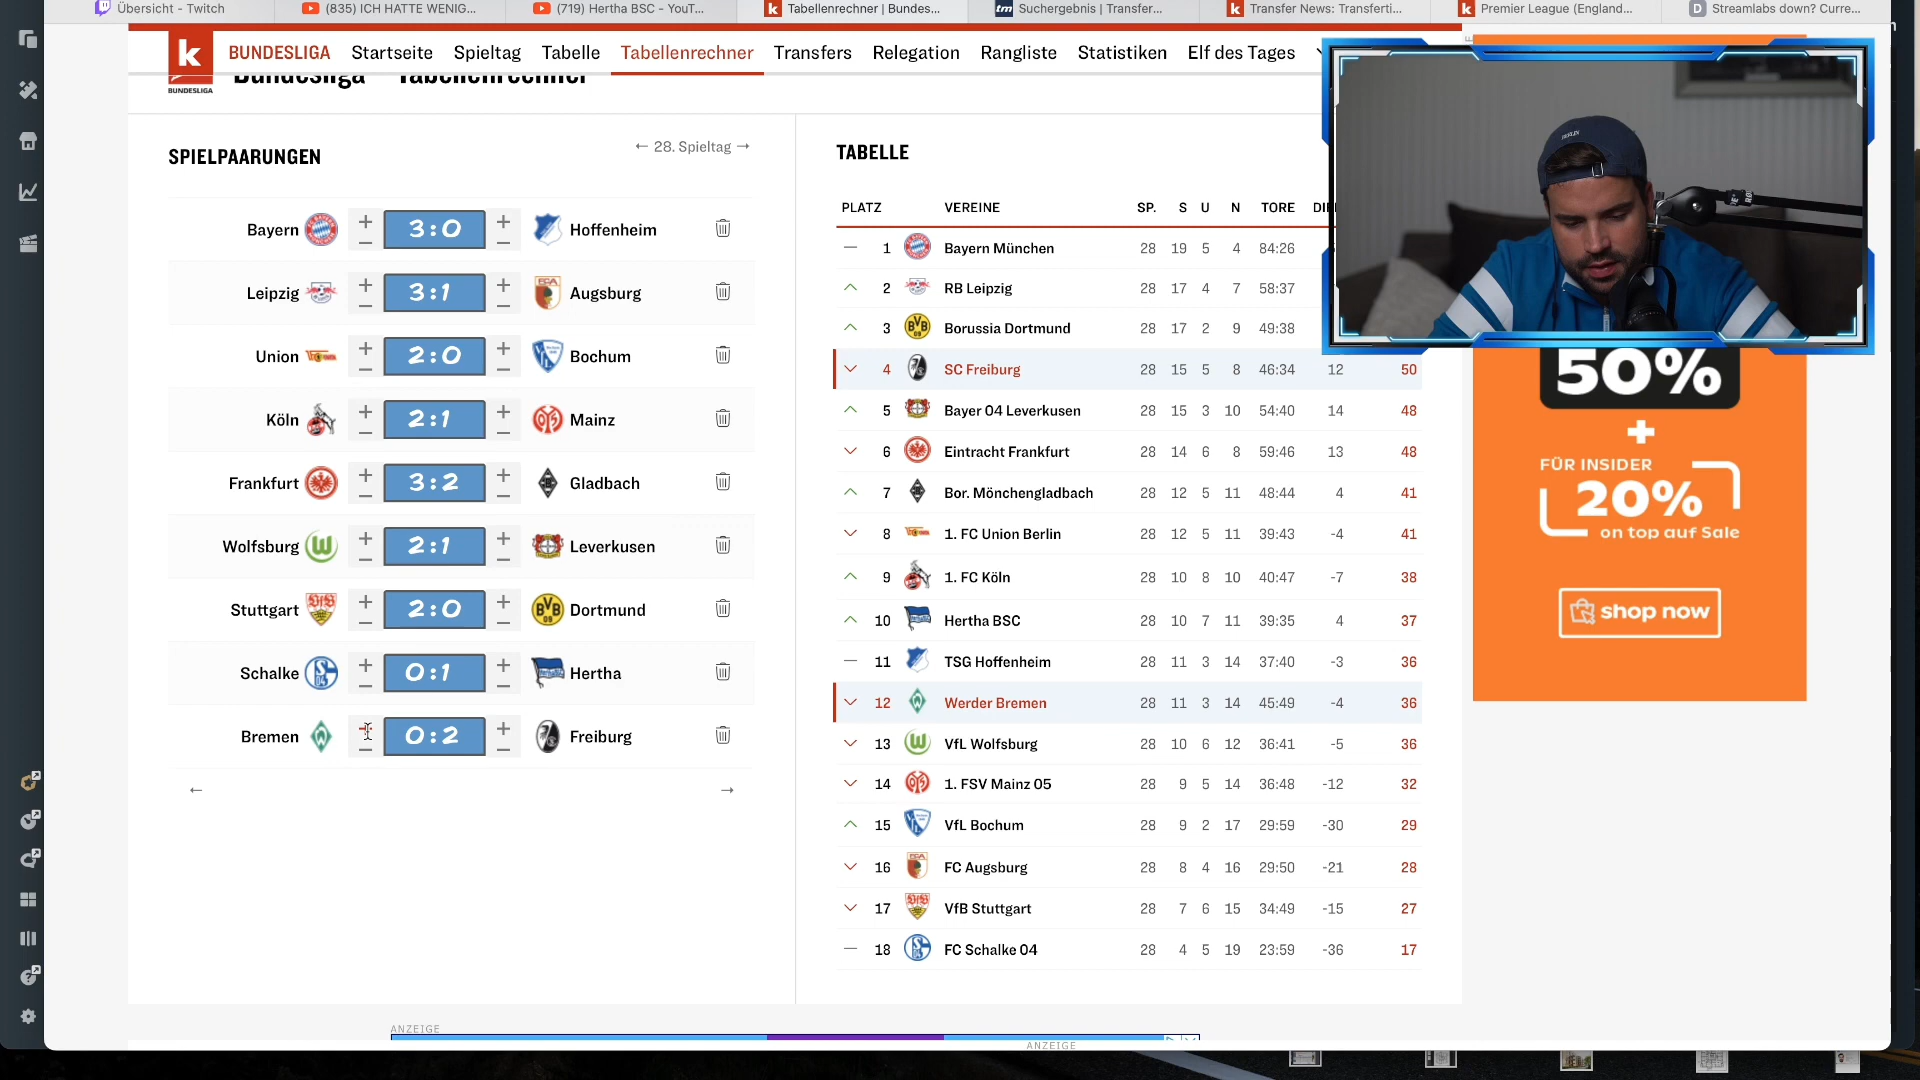 Übersicht - Twitch
(835) ICH HATTE WENIG...
(719) Hertha BSC - YouT...
Tabellenrechner | Bundes...
Suchergebnis | Transfer...
Transfer News: Transferti...
Premier League (England...
Streamlabs down? Curre...
BUNDESLIGA
Startseite
Spieltag
Tabelle
Tabellenrechner
Transfers
Relegation
Rangliste
Statistiken
Elf des Tages
BUNDESLIGA
Bundesliga - Tabellenrechner
SPIELPAARUNGEN
← 28. Spieltag →
Bayern 3:0 Hoffenheim
Leipzig 3:1 Augsburg
Union 2:0 Bochum
Köln 2:1 Mainz
Frankfurt 3:2 Gladbach
Wolfsburg 2:1 Leverkusen
Stuttgart 2:0 Dortmund
Schalke 0:1 Hertha
Bremen 0:2 Freiburg
TABELLE
PLATZ VEREINE SP. S U N TORE
1 Bayern München 28 19 5 4 84:26
2 RB Leipzig 28 17 4 7 58:37
3 Borussia Dortmund 28 17 2 9 49:38
4 SC Freiburg 28 15 5 8 46:34 12 50
5 Bayer 04 Leverkusen 28 15 3 10 54:40 14 48
6 Eintracht Frankfurt 28 14 6 8 59:46 13 48
7 Bor. Mönchengladbach 28 12 5 11 48:44 4 41
8 1. FC Union Berlin 28 12 5 11 39:43 -4 41
9 1. FC Köln 28 10 8 10 40:47 -7 38
10 Hertha BSC 28 10 7 11 39:35 4 37
11 TSG Hoffenheim 28 11 3 14 37:40 -3 36
12 Werder Bremen 28 11 3 14 45:49 -4 36
13 VfL Wolfsburg 28 10 6 12 36:41 -5 36
14 1. FSV Mainz 05 28 9 5 14 36:48 -12 32
15 VfL Bochum 28 9 2 17 29:59 -30 29
16 FC Augsburg 28 8 4 16 29:50 -21 28
17 VfB Stuttgart 28 7 6 15 34:49 -15 27
18 FC Schalke 04 28 4 5 19 23:59 -36 17
BERLIN
50%
+
FÜR INSIDER
20%
on top auf Sale
shop now
ANZEIGE
ANZEIGE